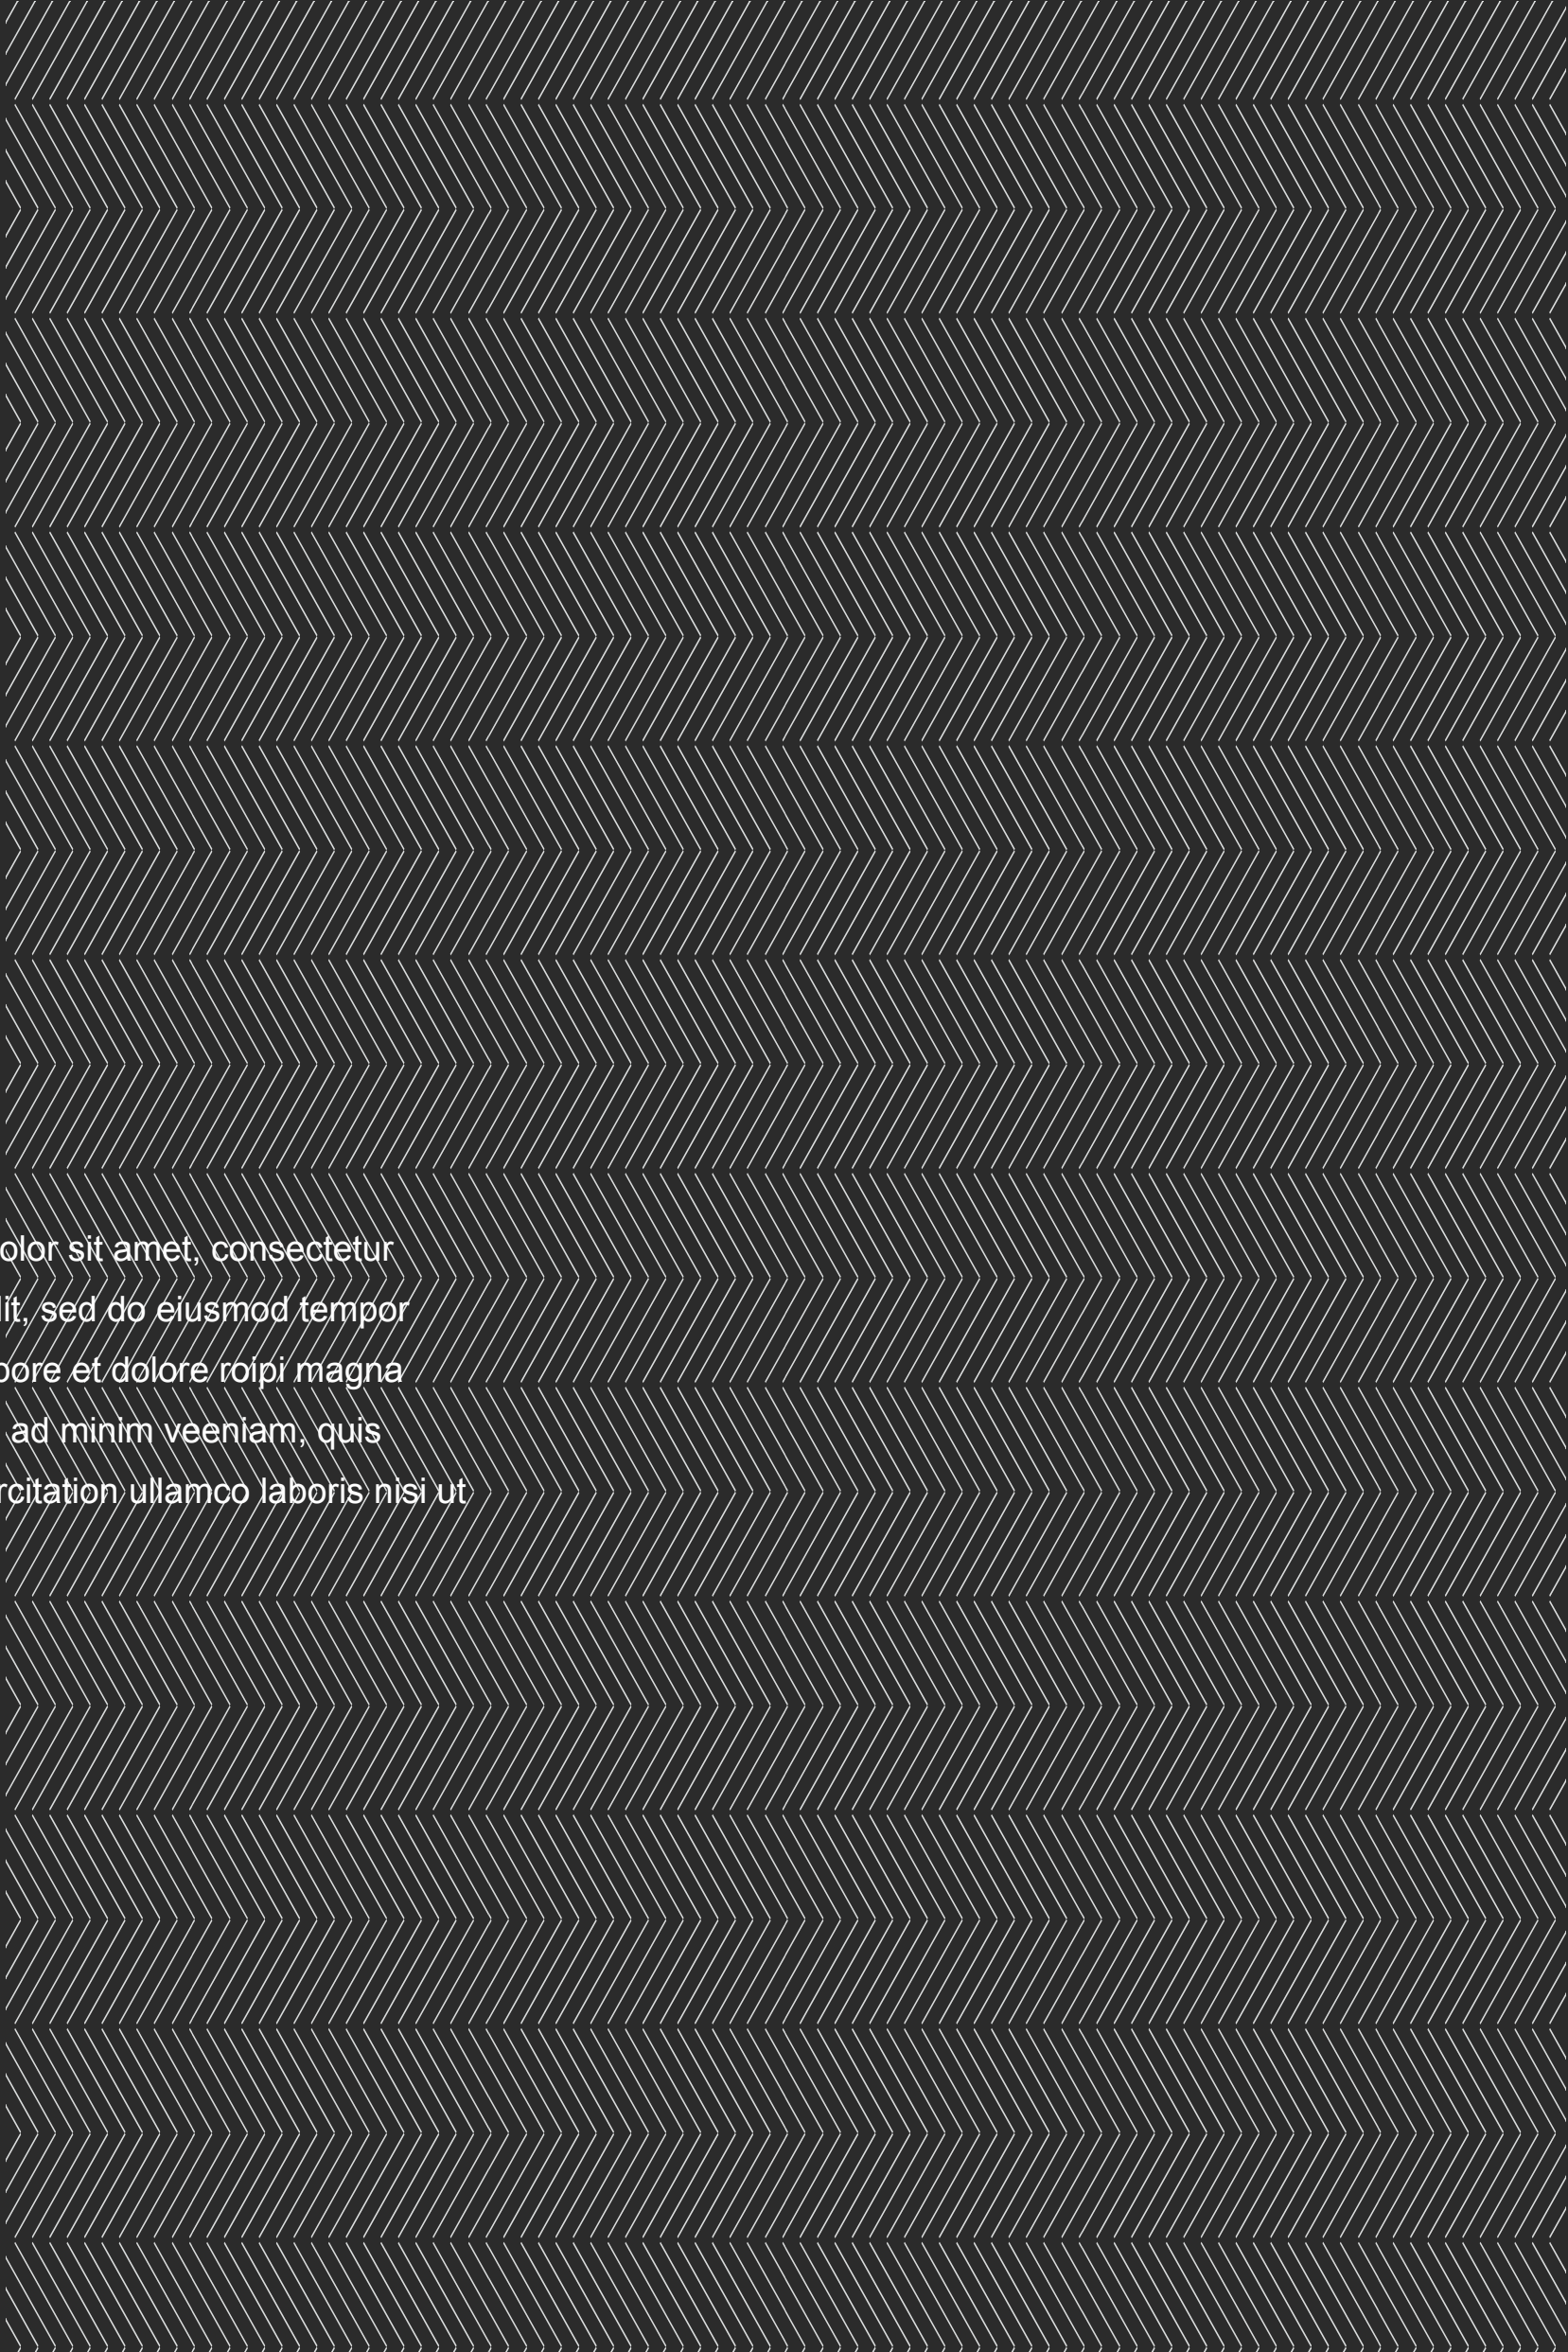 olor sit amet, consectetur
lit, sed do eiusmod tempor
ore et dolore roipi magna
ad minim veeniam, quis
rcitation ullamco laboris nisi ut